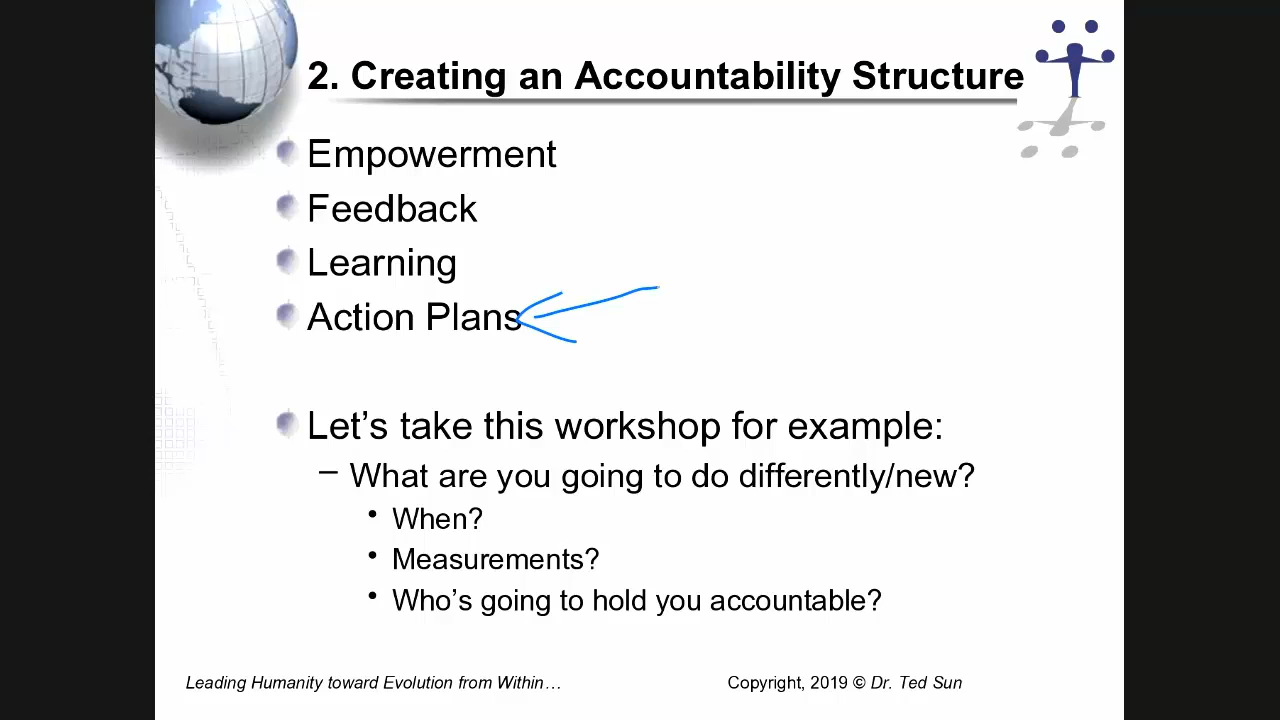 2. Creating an Accountability Structure
Empowerment
Feedback
Learning
Action Plans
Let’s take this workshop for example:
– What are you going to do differently/new?
• When?
• Measurements?
• Who’s going to hold you accountable?
Leading Humanity toward Evolution from Within…
Copyright, 2019 © Dr. Ted Sun